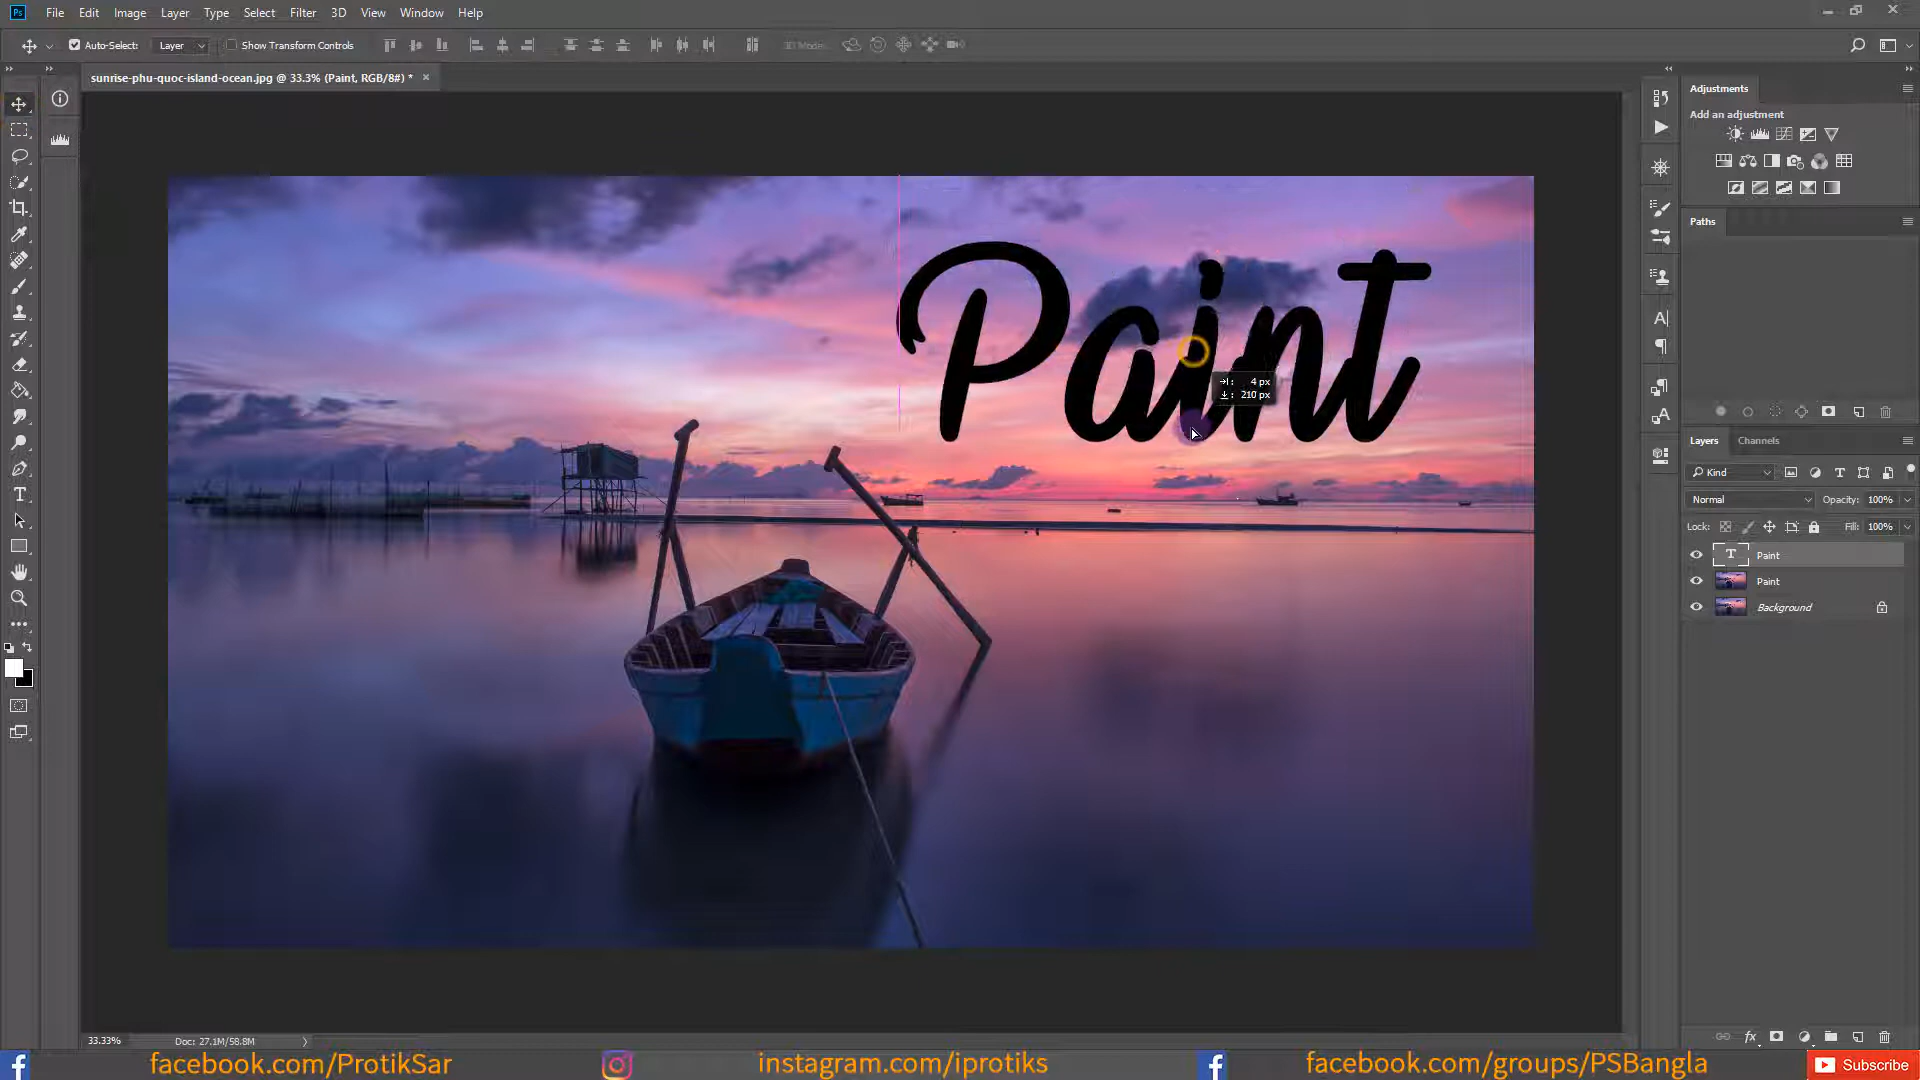 Ps File Edit Image Layer Type Select Filter 3D View Window Help
Auto-Select: Layer Show Transform Controls 3D Mode:
sunrise-phu-quoc-island-ocean.jpg @ 33.3% (Paint, RGB/8#) * ×
Adjustments
Add an adjustment
Paths
Paint
4 px
210 px
Layers Channels
Kind
Normal Opacity: 100%
Lock: Fill: 100%
Paint
Paint
Background
33.33% Doc: 27.1M/58.8M
facebook.com/ProtikSar instagram.com/iprotiks facebook.com/groups/PSBangla Subscribe